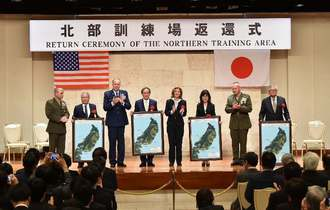 北部訓練場返還式
RETURN CEREMONY OF THE NORTHERN TRAINING AREA